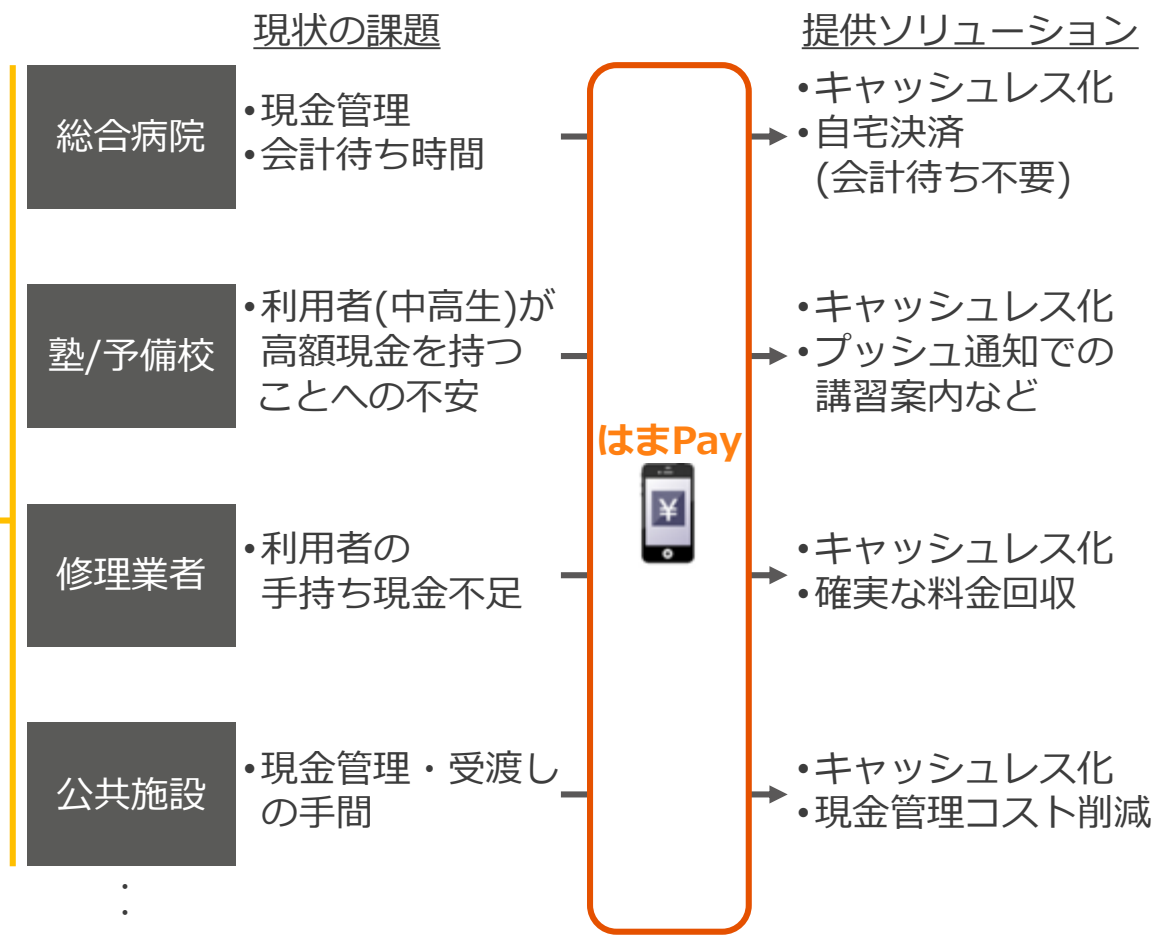 現状の課題
提供ソリューション
総合病院
•現金管理
•会計待ち時間
•キャッシュレス化
•自宅決済
(会計待ち不要)
塾/予備校
•利用者(中高生)が
高額現金を持つ
ことへの不安
•キャッシュレス化
•プッシュ通知での
講習案内など
はまPay
¥
修理業者
•利用者の
手持ち現金不足
•キャッシュレス化
•確実な料金回収
公共施設
•現金管理・受渡し
の手間
•キャッシュレス化
•現金管理コスト削減
・
・